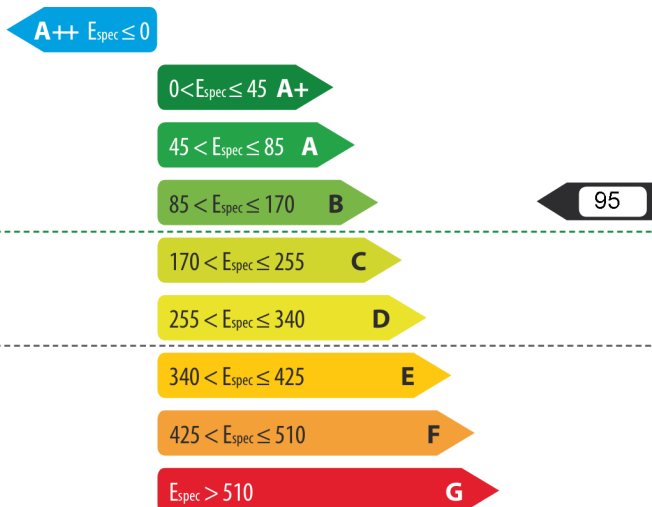 A++ Espec ≤ 0
0<Espec ≤ 45 A+
45 < Espec ≤ 85 A
85 < Espec ≤ 170 B
95
170 < Espec ≤ 255 C
255 < Espec ≤ 340 D
340 < Espec ≤ 425 E
425 < Espec ≤ 510 F
Espec > 510 G